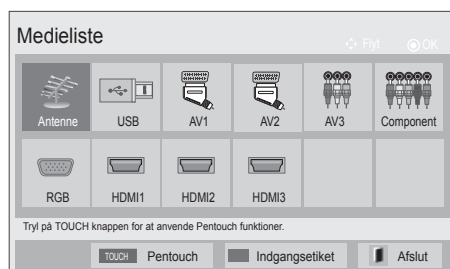 Medieliste
Flyt OK
Antenne USB AV1 AV2 AV3 Component
RGB HDMI1 HDMI2 HDMI3
Tryl på TOUCH knappen for at anvende Pentouch funktioner.
TOUCH Pentouch Indgangsetiket Afslut